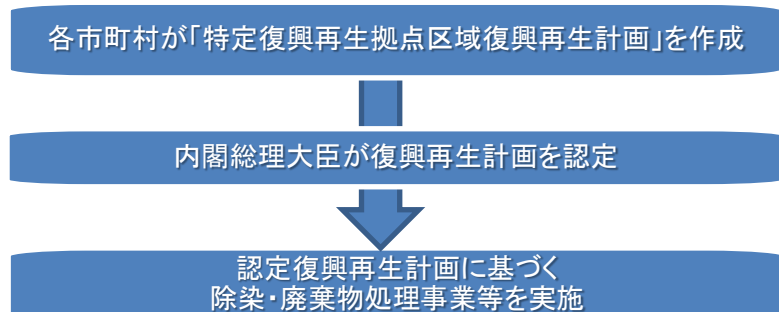 各市町村が｢特定復興再生拠点区域復興再生計画｣を作成
内閣総理大臣が復興再生計画を認定
認定復興再生計画に基づく
除染･廃棄物処理事業等を実施